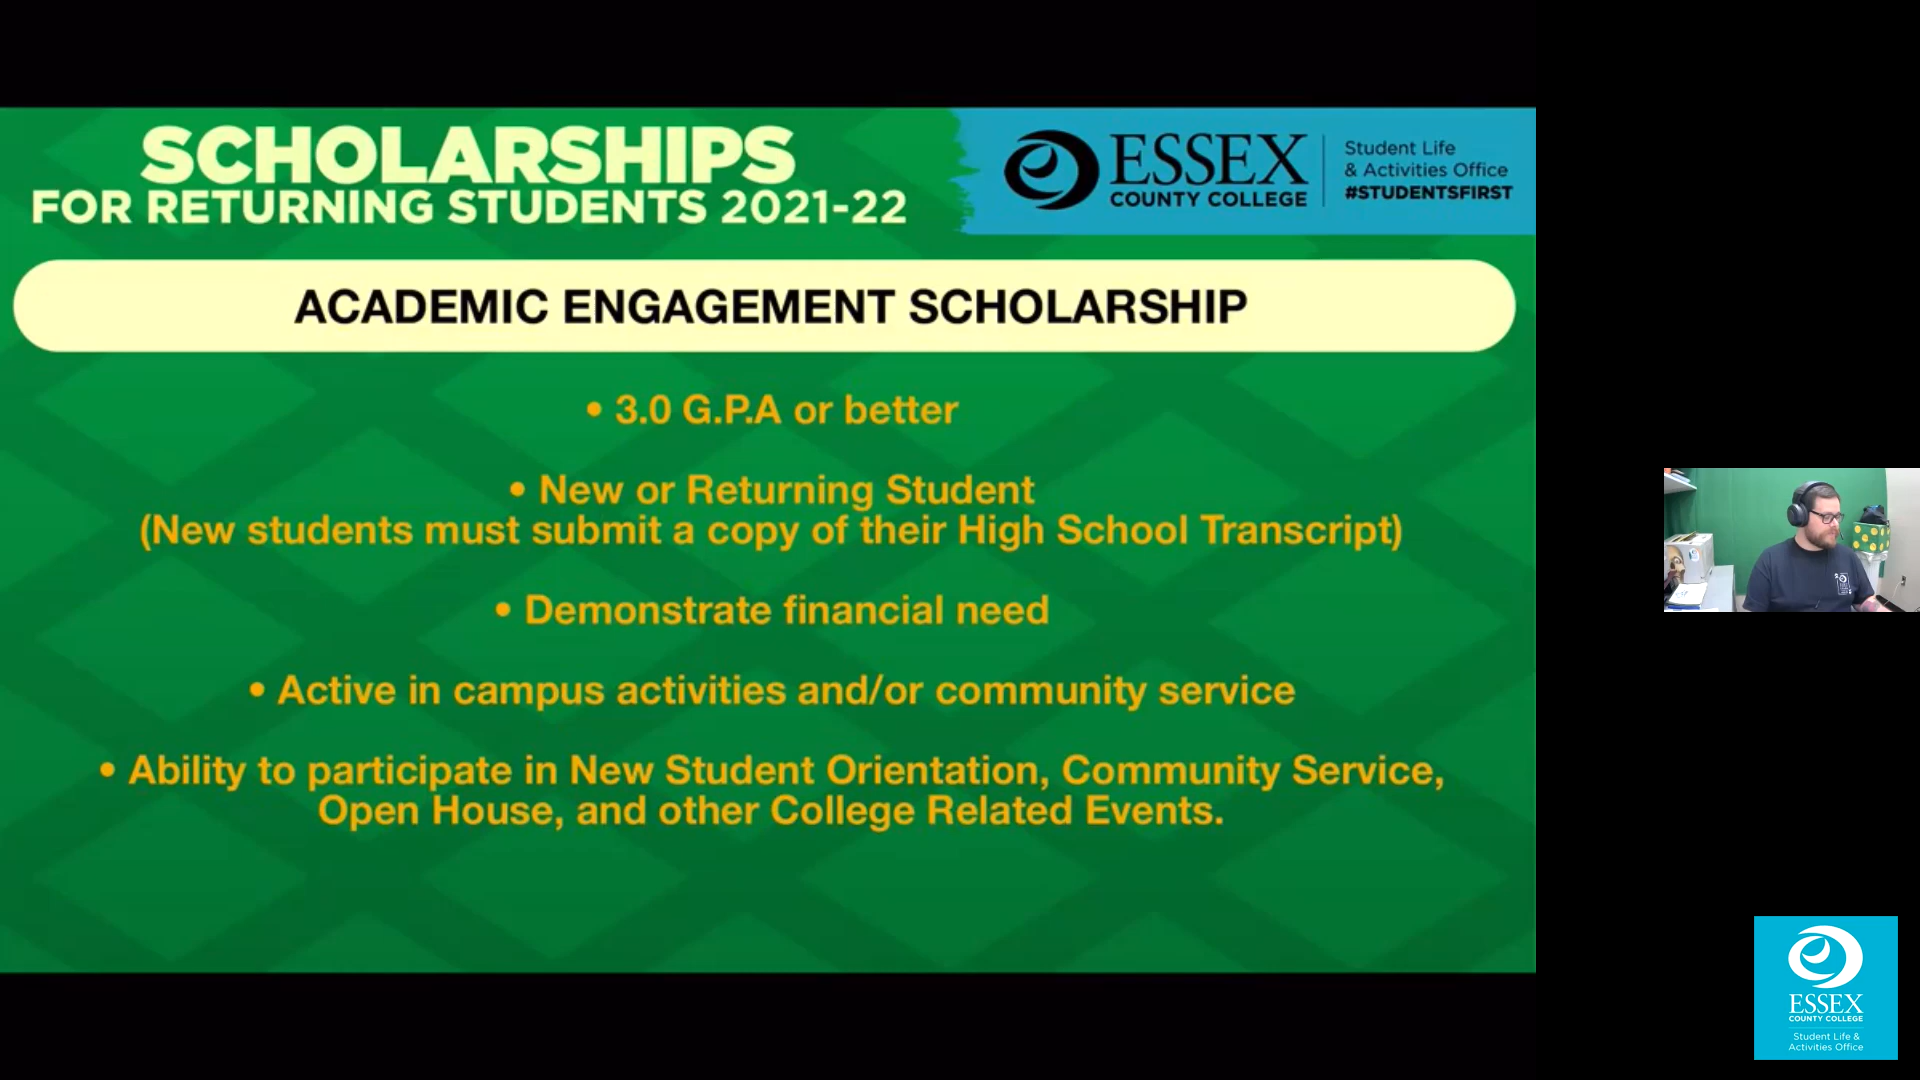 SCHOLARSHIPS
FOR RETURNING STUDENTS 2021-22
ESSEX
COUNTY COLLEGE
Student Life
& Activities Office
#STUDENTSFIRST
ACADEMIC ENGAGEMENT SCHOLARSHIP
• 3.0 G.P.A or better
• New or Returning Student
(New students must submit a copy of their High School Transcript)
• Demonstrate financial need
• Active in campus activities and/or community service
• Ability to participate in New Student Orientation, Community Service,
Open House, and other College Related Events.
ESSEX
COUNTY COLLEGE
Student Life &
Activities Office